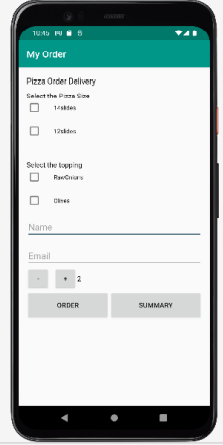 10:45
My Order
Pizza Order Delivery
Select the Pizza Size
14slides
12slides
Select the topping
RawOnions
Olives
Name
Email
- + 2
ORDER SUMMARY